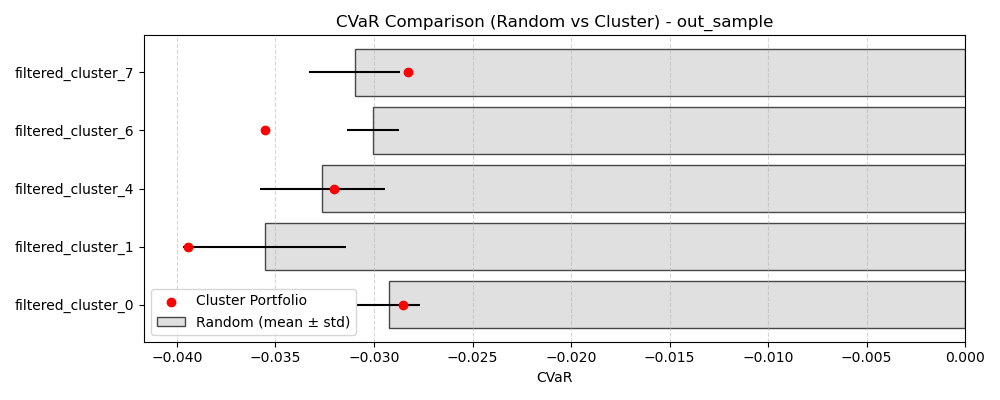 CVaR Comparison (Random vs Cluster) - out_sample
filtered_cluster_7
filtered_cluster_6
filtered_cluster_4
filtered_cluster_1
filtered_cluster_0
Cluster Portfolio
Random (mean ± std)
−0.040 −0.035 −0.030 −0.025 −0.020 −0.015 −0.010 −0.005 0.000
CVaR